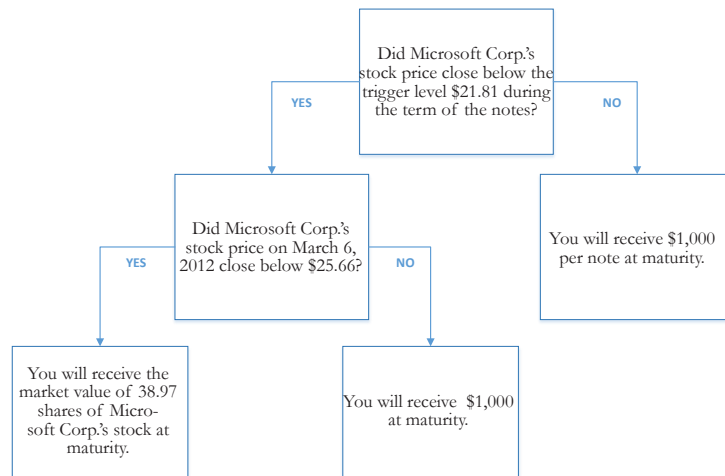 Did Microsoft Corp.'s
stock price close below the
trigger level $21.81 during
the term of the notes?
YES
NO
Did Microsoft Corp.'s
stock price on March 6,
2012 close below $25.66?
You will receive $1,000
per note at maturity.
YES
NO
You will receive the
market value of 38.97
shares of Micro-
soft Corp.'s stock at
maturity.
You will receive $1,000
at maturity.